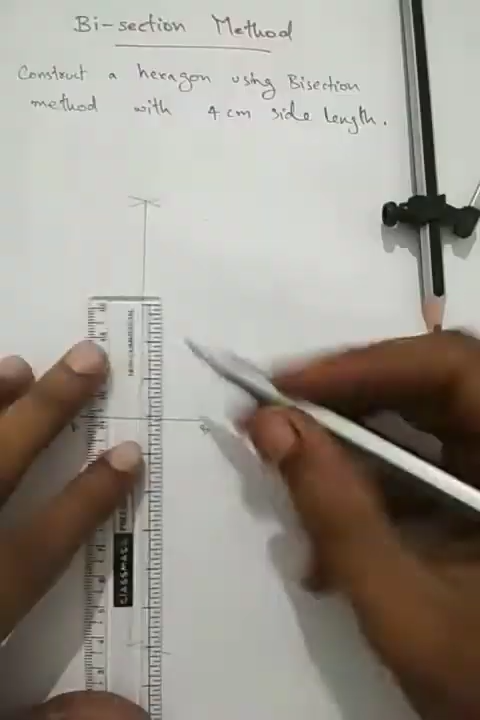 Bi-section Method
Construct a hexagon using Bisection
method with 4 cm side length.
A
B